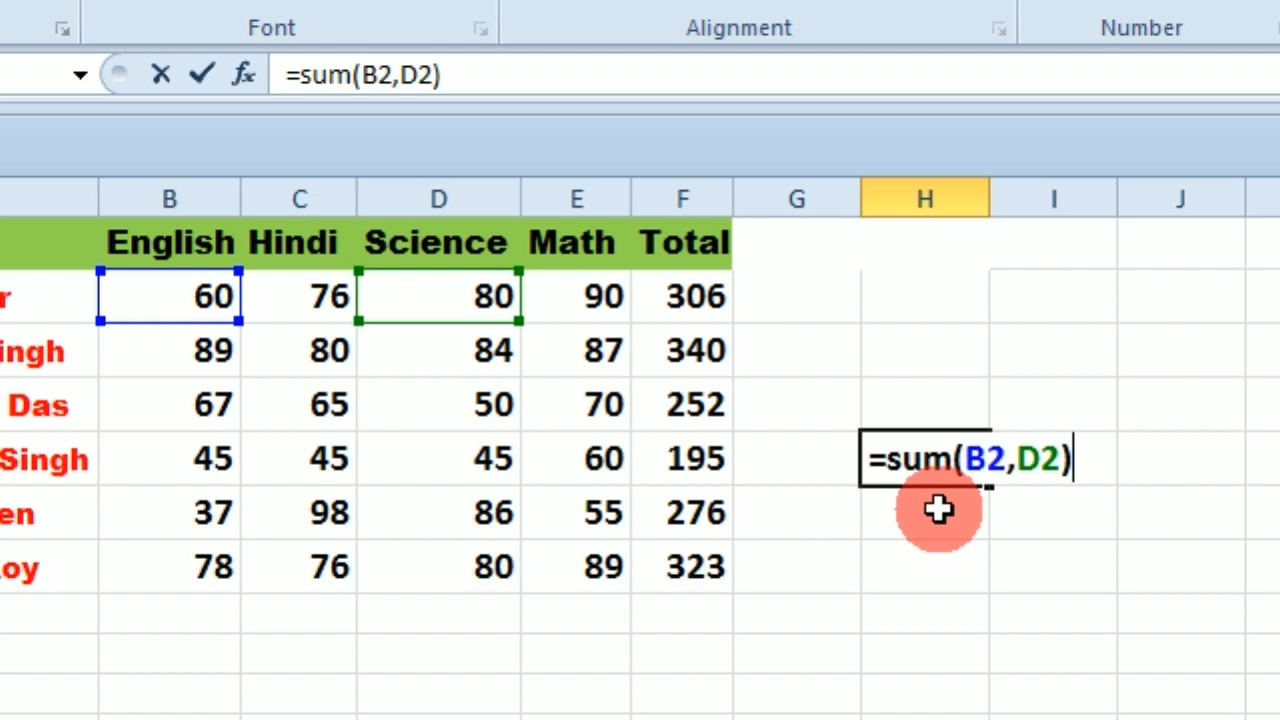 Font Alignment Number
fx =sum(B2,D2)
B C D E F G H I J
English Hindi Science Math Total
r 60 76 80 90 306
ingh 89 80 84 87 340
Das 67 65 50 70 252
Singh 45 45 45 60 195 =sum(B2,D2)
en 37 98 86 55 276
oy 78 76 80 89 323